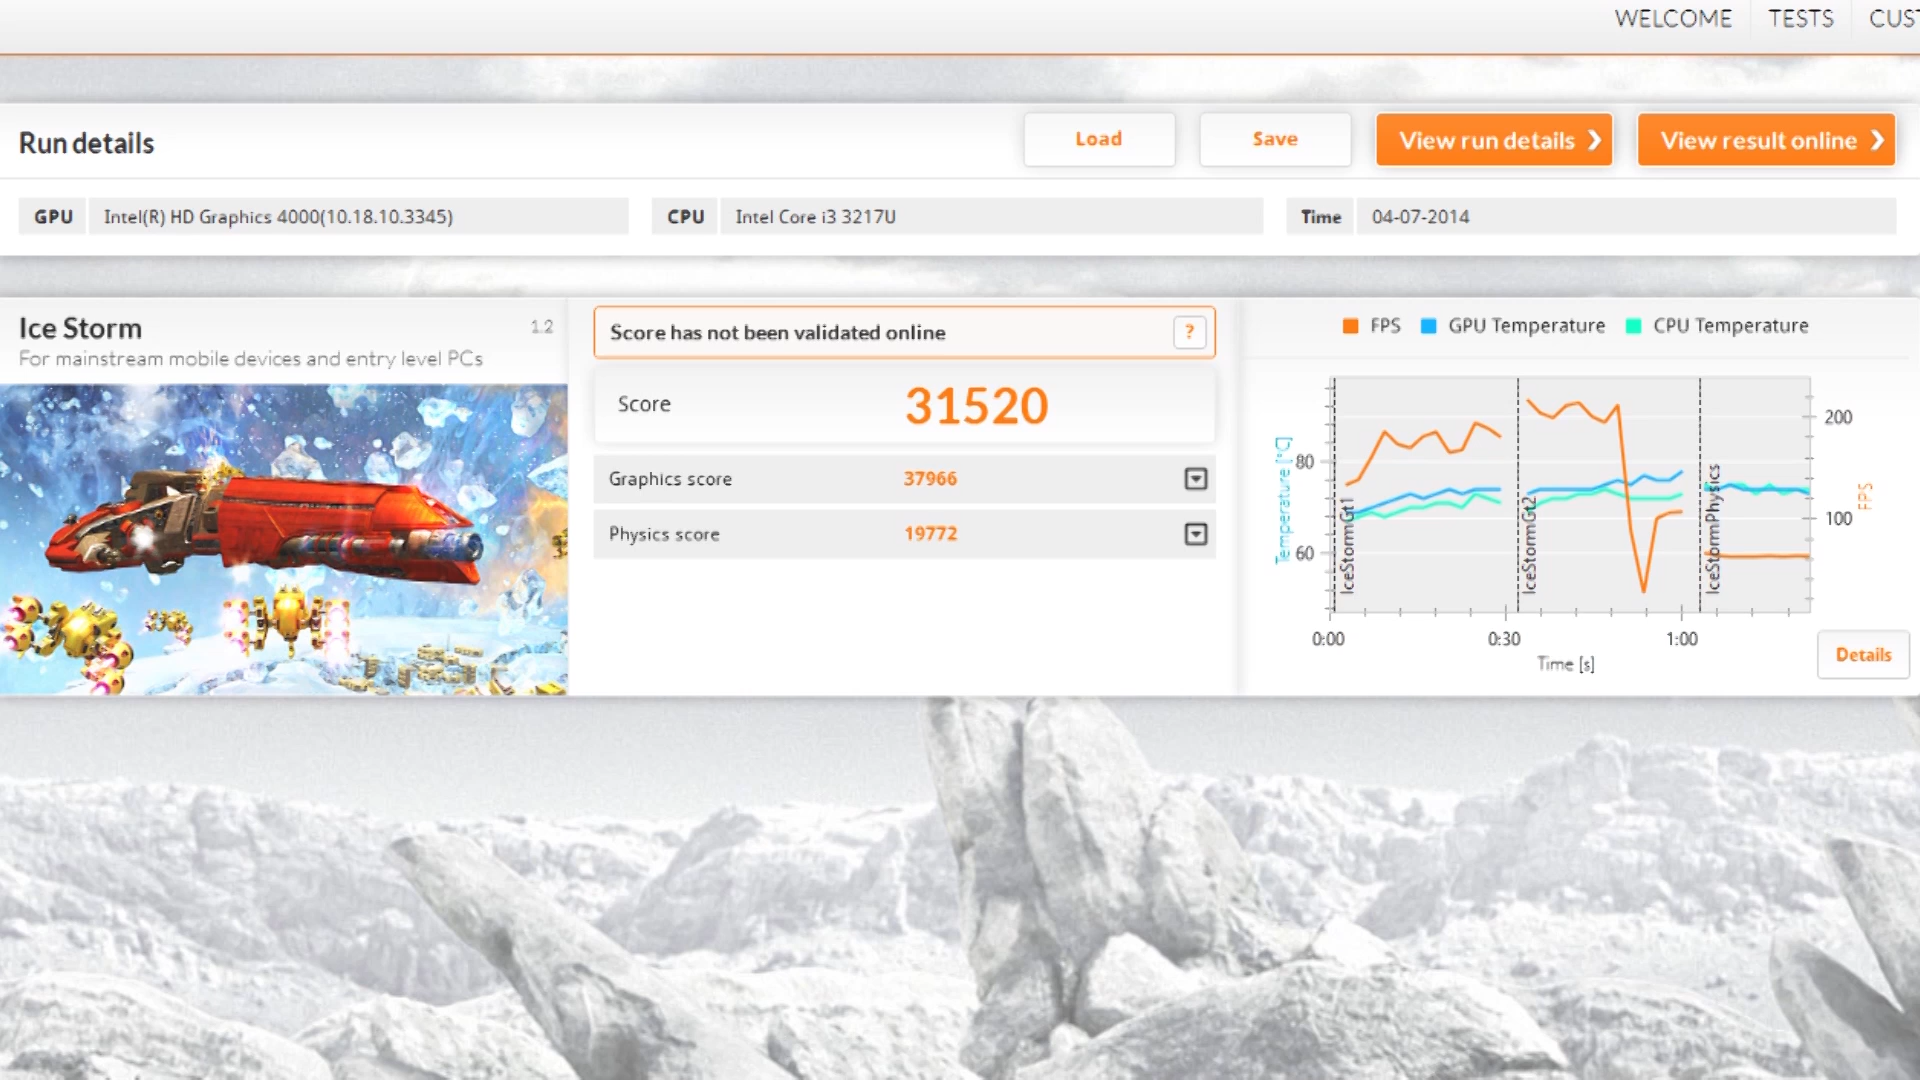 WELCOME TESTS
Run details
Load Save View run details View result online
GPU Intel(R) HD Graphics 4000(10.18.10.3345) CPU Intel Core i3 3217U Time 04-07-2014
Ice Storm 1.2
For mainstream mobile devices and entry level PCs
Score has not been validated online ?
Score 31520
Graphics score 37966
Physics score 19772
FPS GPU Temperature CPU Temperature
Temperature [°C]
80
60
IceStormGt1
IceStormGt2
IceStormPhysics
200
100
FPS
0:00 0:30 1:00
Time [s]
Details